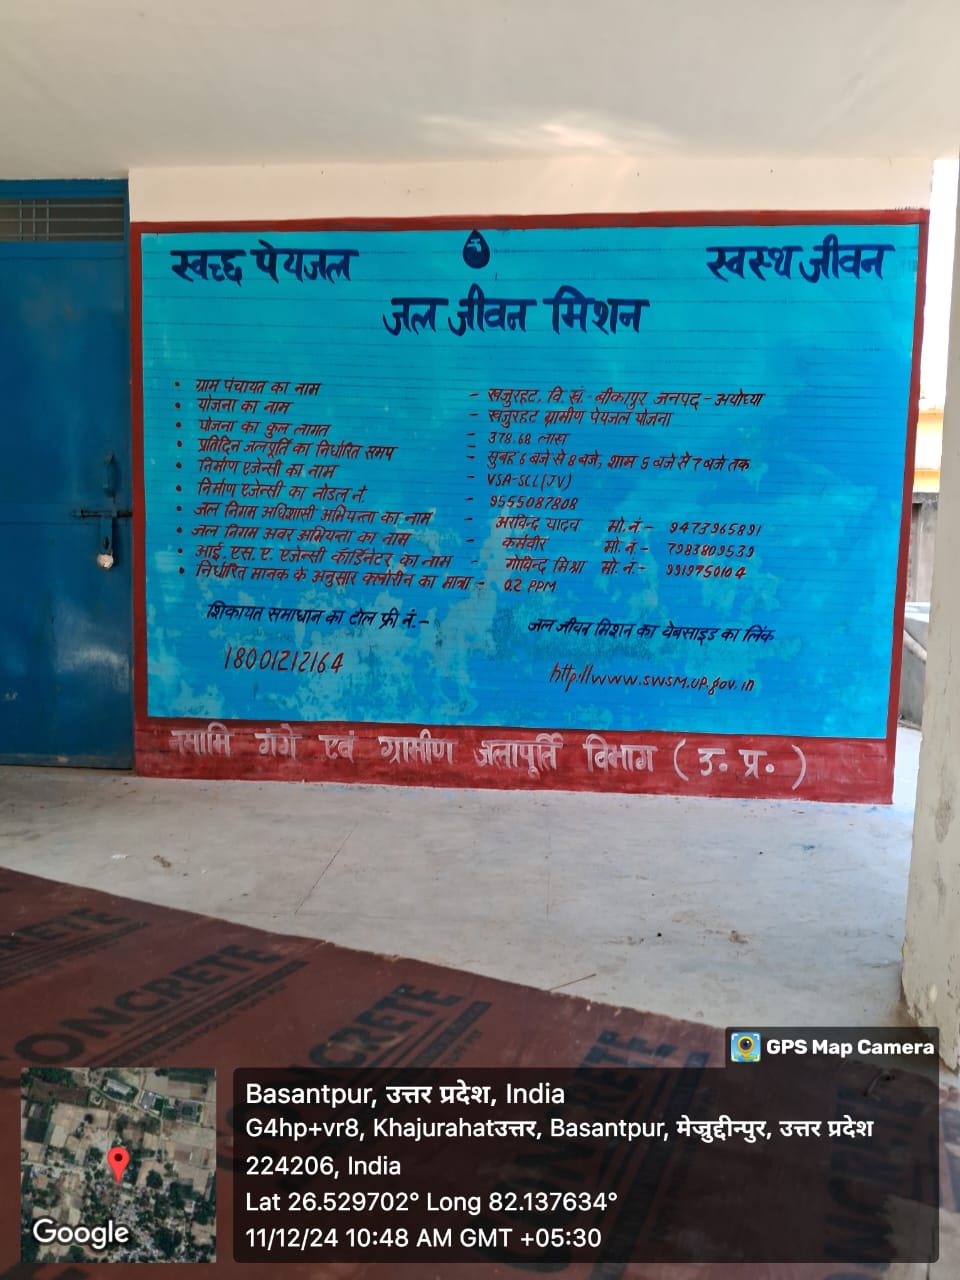 स्वच्छ पेयजल
स्वस्थ जीवन
जल जीवन मिशन
• ग्राम पंचायत का नाम - खजुरहट, वि. खं.- बीकापुर जनपद - अयोध्या
• योजना का नाम - खजुरहट ग्रामीण पेयजल योजना
• योजना का कुल लागत - 378.68 लाख
• प्रतिदिन जलपूर्ति का निर्धारित समय - सुबह 6 बजे से 8 बजे, शाम 5 बजे से 7 बजे तक
• निर्माण एजेन्सी का नाम - VSA-SCL(JV)
• निर्माण एजेन्सी का नोडल नं. - 9555087808
• जल निगम अधिशासी अभियन्ता का नाम - अरविन्द यादव मो.नं.- 9473965891
• जल निगम अवर अभियन्ता का नाम - कर्मवीर मो.नं.- 7983809539
• आई. एस. ए. एजेन्सी कॉर्डिनेटर का नाम - गोविन्द मिश्रा मो. नं.- 9919750104
• निर्धारित मानक के अनुसार क्लोरीन का मात्रा - 0.2 PPM
शिकायत समाधान का टोल फ्री नं.-
18001212164
जल जीवन मिशन का वेबसाइड का लिंक
http://www.swsm.up.gov.in
नमामि गंगे एवं ग्रामीण जलापूर्ति विभाग (उ. प्र.)
CONCRETE
CONCRETE
CONCRETE
GPS Map Camera
Basantpur, उत्तर प्रदेश, India
G4hp+vr8, Khajurahatउत्तर, Basantpur, मेज़ुद्दीन्पुर, उत्तर प्रदेश
224206, India
Lat 26.529702° Long 82.137634°
11/12/24 10:48 AM GMT +05:30
Google